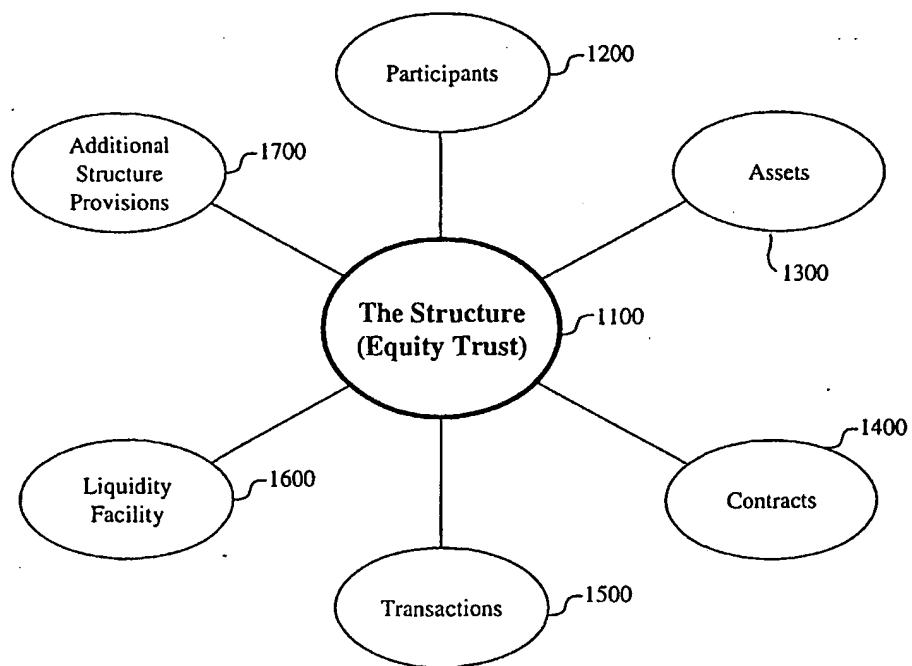 Participants
1200
Additional
Structure
Provisions
1700
Assets
1300
The Structure
(Equity Trust)
1100
Liquidity
Facility
1600
1400
Contracts
Transactions
1500